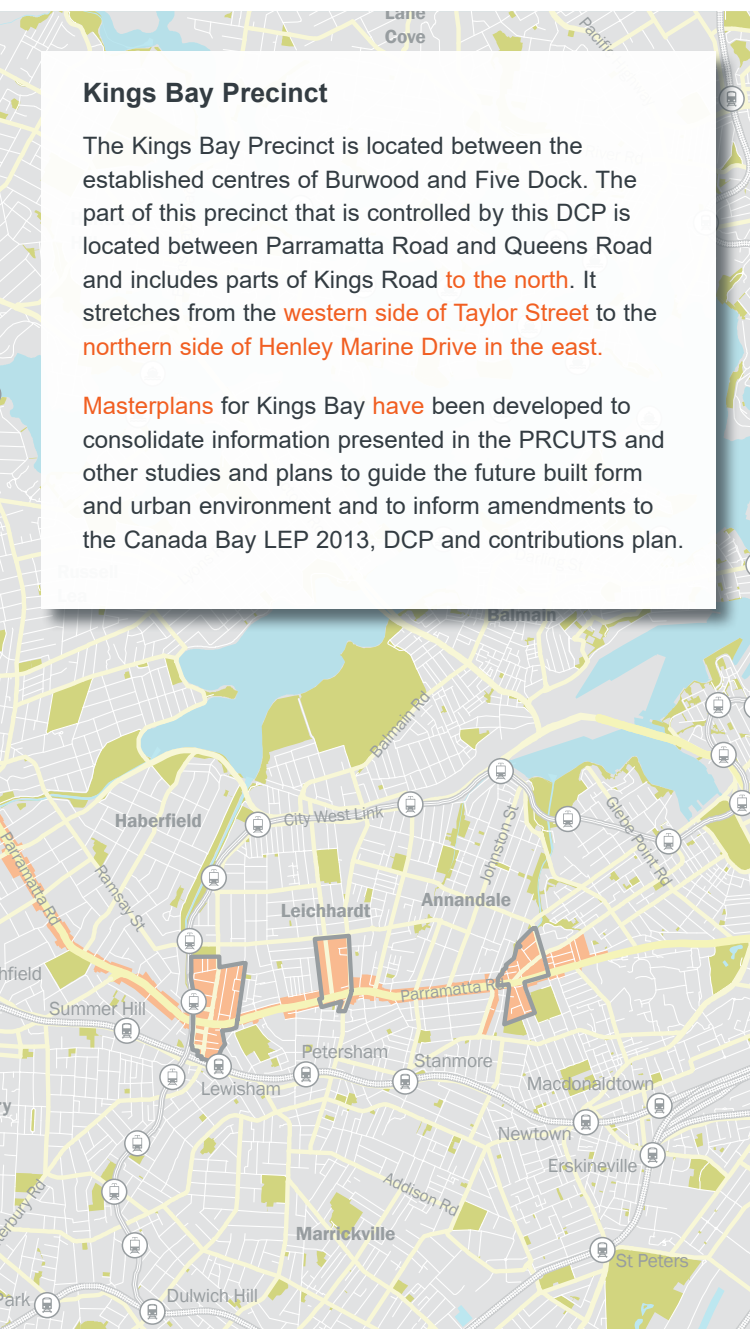 Lane
Cove
Kings Bay Precinct
The Kings Bay Precinct is located between the
established centres of Burwood and Five Dock. The
part of this precinct that is controlled by this DCP is
located between Parramatta Road and Queens Road
and includes parts of Kings Road to the north. It
stretches from the western side of Taylor Street to the
northern side of Henley Marine Drive in the east.
Masterplans for Kings Bay have been developed to
consolidate information presented in the PRCUTS and
other studies and plans to guide the future built form
and urban environment and to inform amendments to
the Canada Bay LEP 2013, DCP and contributions plan.
Balmain
Balmain Rd
Haberfield
City West Link
Johnston St
Glebe Point Rd
Parramatta Rd
Ramsay St
Leichhardt
Annandale
hfield
Parramatta Rd
Summer Hill
Petersham
Stanmore
Lewisham
Macdonaldtown
ry
Newtown
Erskineville
Addison Rd
erbury Rd
Marrickville
St Peters
Park
Dulwich Hill